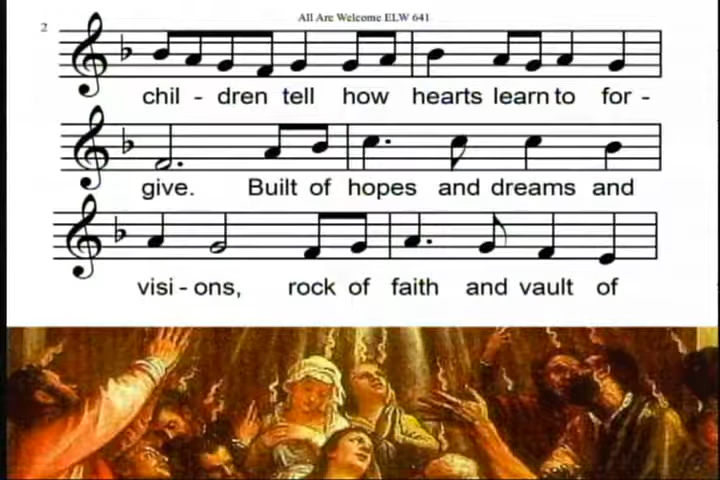 All Are Welcome ELW 641
2
chil - dren tell how hearts learn to for -
give. Built of hopes and dreams and
visi - ons, rock of faith and vault of